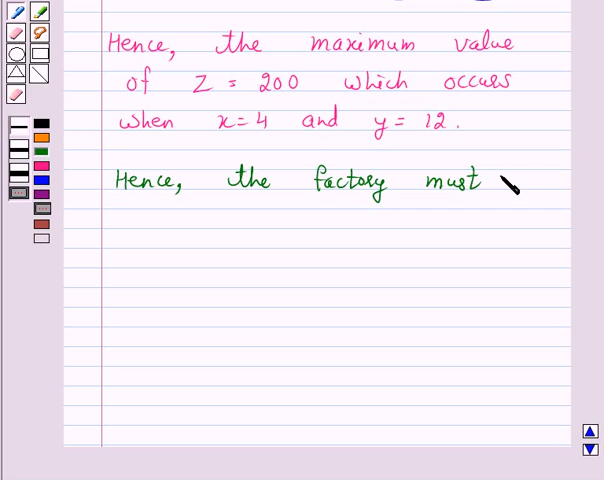 Hence, the maximum value
of Z = 200 which occurs
when x=4 and y= 12.
Hence, the factory must